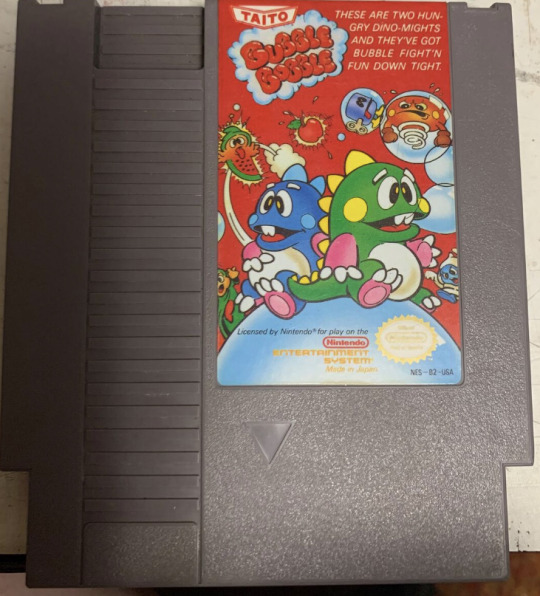 TAITO
BUBBLE
BOBBLE
THESE ARE TWO HUN-
GRY DINO-MIGHTS
AND THEY'VE GOT
BUBBLE FIGHT'N
FUN DOWN TIGHT.
Licensed by Nintendo® for play on the
Nintendo
ENTERTAINMENT
SYSTEM
Made in Japan
NES-B2-USA